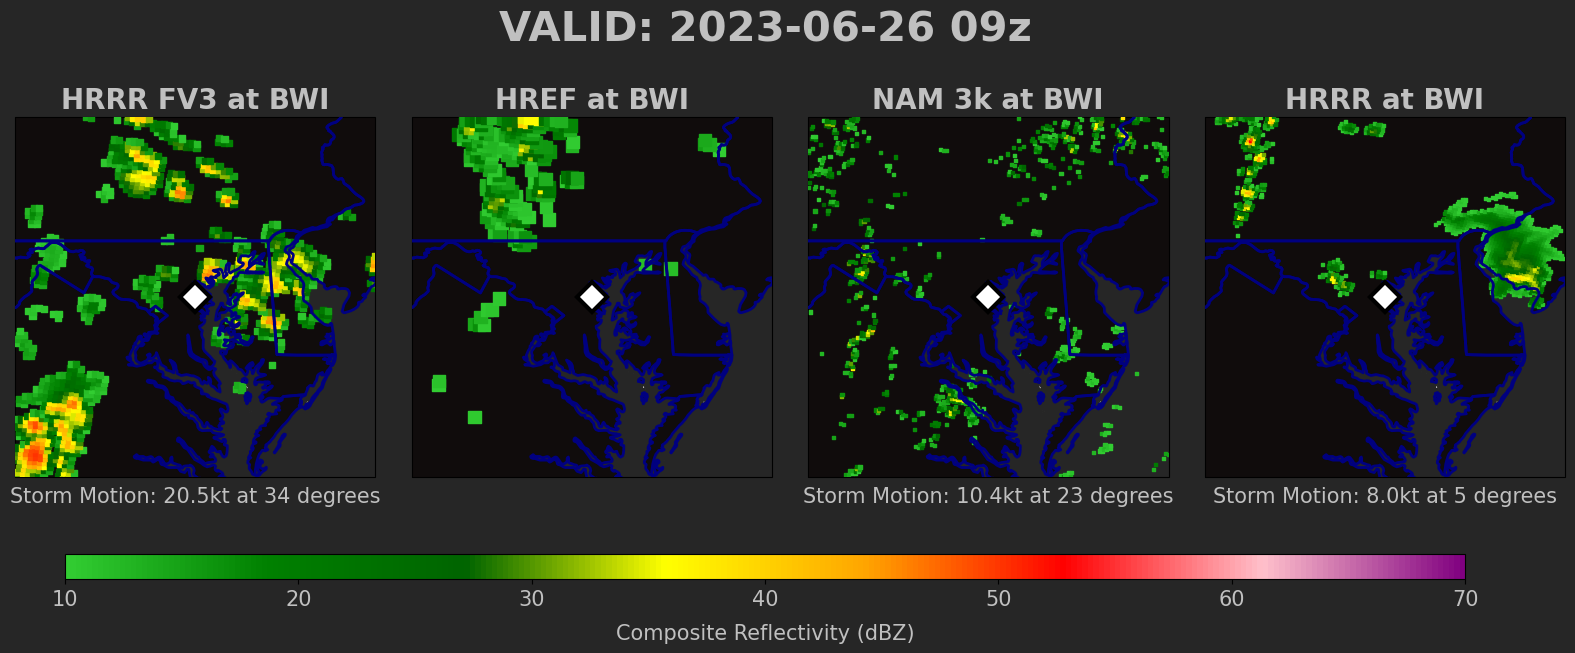 VALID: 2023-06-26 09z
HRRR FV3 at BWI
HREF at BWI
NAM 3k at BWI
HRRR at BWI
Storm Motion: 20.5kt at 34 degrees
Storm Motion: 10.4kt at 23 degrees
Storm Motion: 8.0kt at 5 degrees
10 20 30 40 50 60 70
Composite Reflectivity (dBZ)